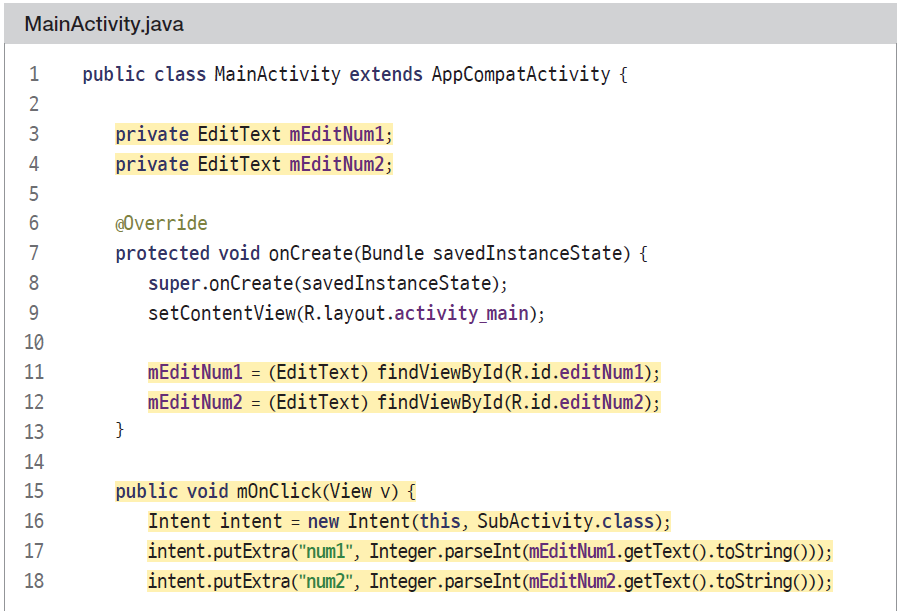 MainActivity.java
1 public class MainActivity extends AppCompatActivity {
2
3 private EditText mEditNum1;
4 private EditText mEditNum2;
5
6 @Override
7 protected void onCreate(Bundle savedInstanceState) {
8 super.onCreate(savedInstanceState);
9 setContentView(R.layout.activity_main);
10
11 mEditNum1 = (EditText) findViewById(R.id.editNum1);
12 mEditNum2 = (EditText) findViewById(R.id.editNum2);
13 }
14
15 public void mOnClick(View v) {
16 Intent intent = new Intent(this, SubActivity.class);
17 intent.putExtra("num1", Integer.parseInt(mEditNum1.getText().toString()));
18 intent.putExtra("num2", Integer.parseInt(mEditNum2.getText().toString()));